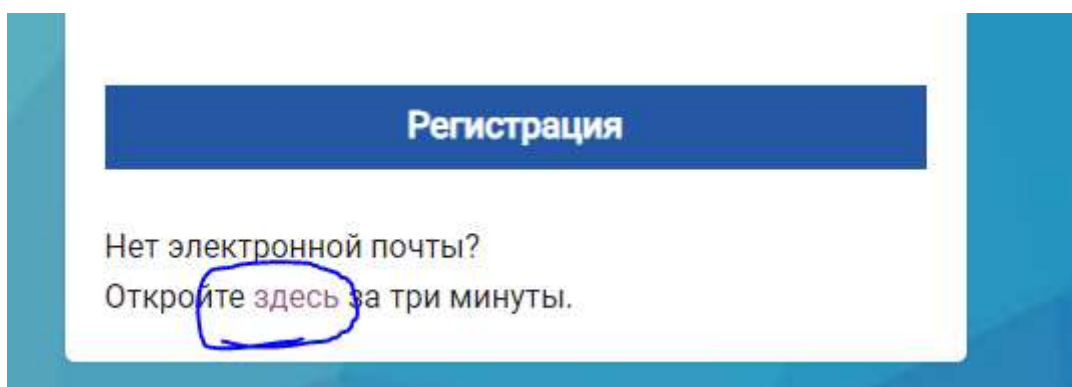 Регистрация
Нет электронной почты?
Откройте здесь за три минуты.